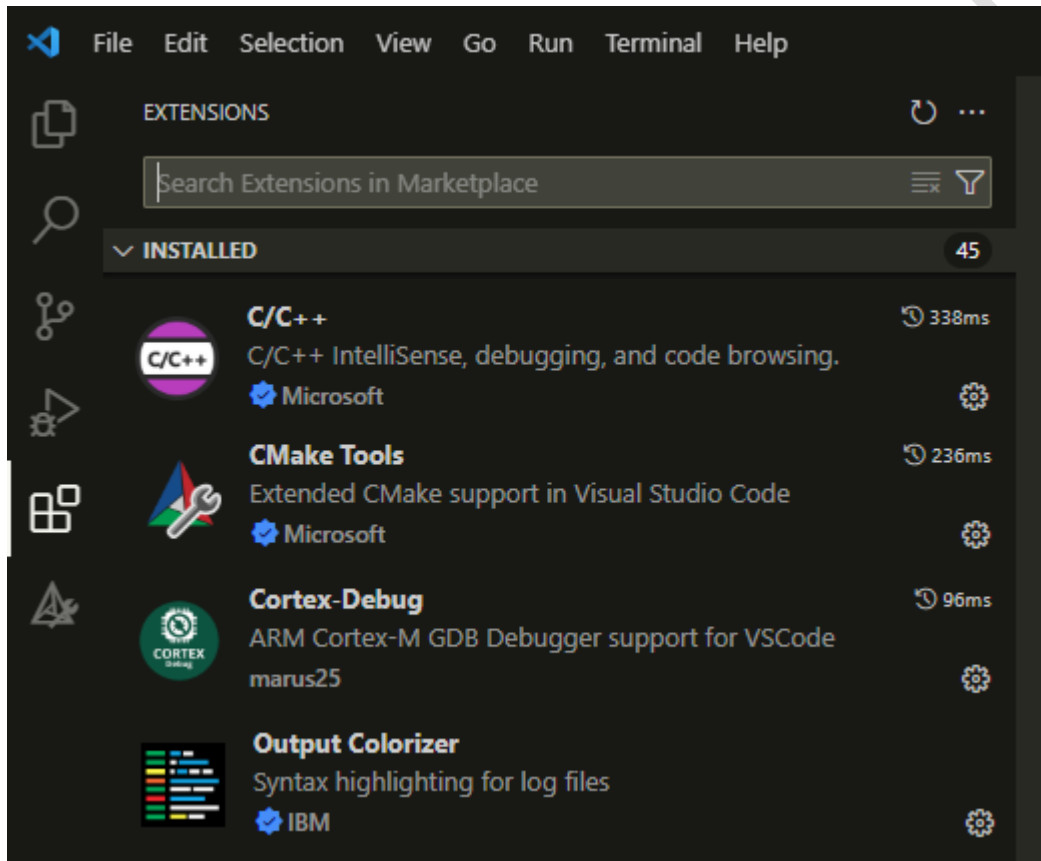 File Edit Selection View Go Run Terminal Help
EXTENSIONS
Search Extensions in Marketplace
INSTALLED 45
C/C++ 338ms
C/C++
C/C++ IntelliSense, debugging, and code browsing.
Microsoft
CMake Tools 236ms
Extended CMake support in Visual Studio Code
Microsoft
Cortex-Debug 96ms
CORTEX
Debug
ARM Cortex-M GDB Debugger support for VSCode
marus25
Output Colorizer
Syntax highlighting for log files
IBM